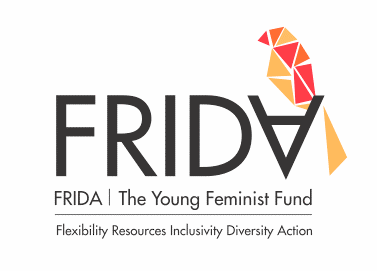 FRIDA
FRIDA | The Young Feminist Fund
Flexibility Resources Inclusivity Diversity Action